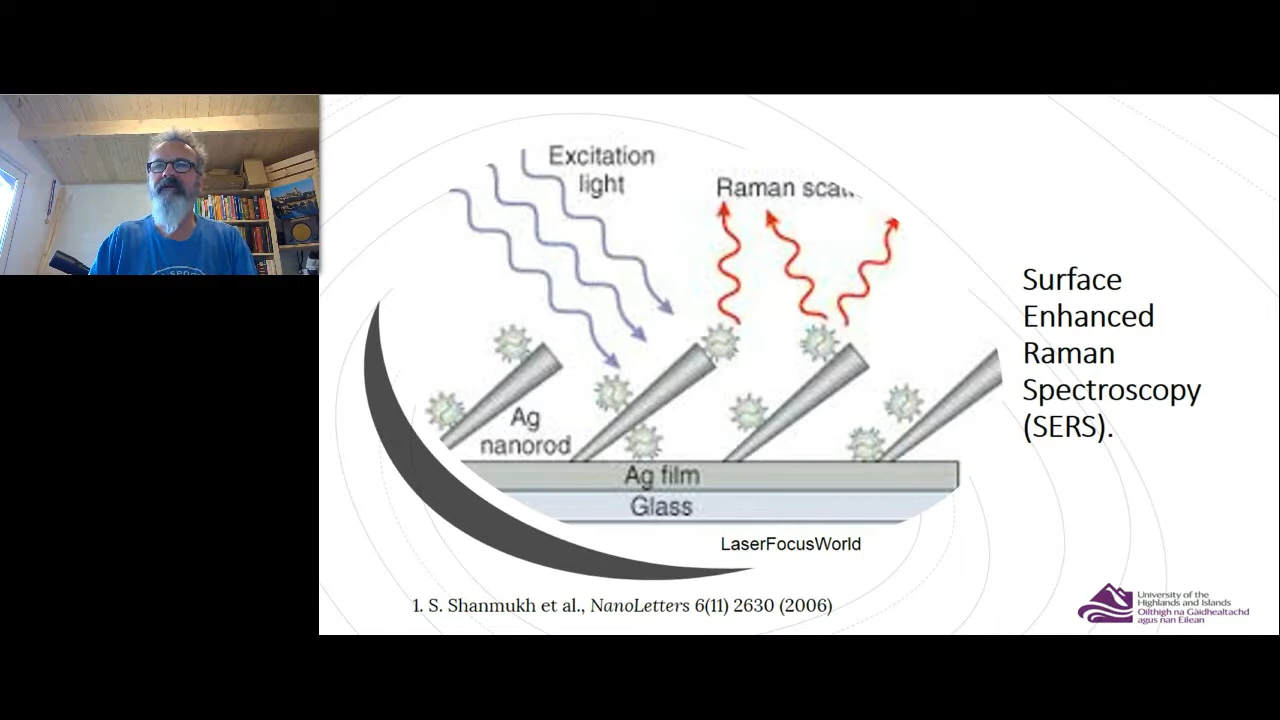 Excitation
light
Raman
Ag
nanorod
Ag film
Glass
LaserFocusWorld
Surface
Enhanced
Raman
Spectroscopy
(SERS).
1. S. Shanmukh et al., NanoLetters 6(11) 2630 (2006)
University of the
Highlands and Islands
Oilthigh na Gàidhealtachd
agus nan Eilean